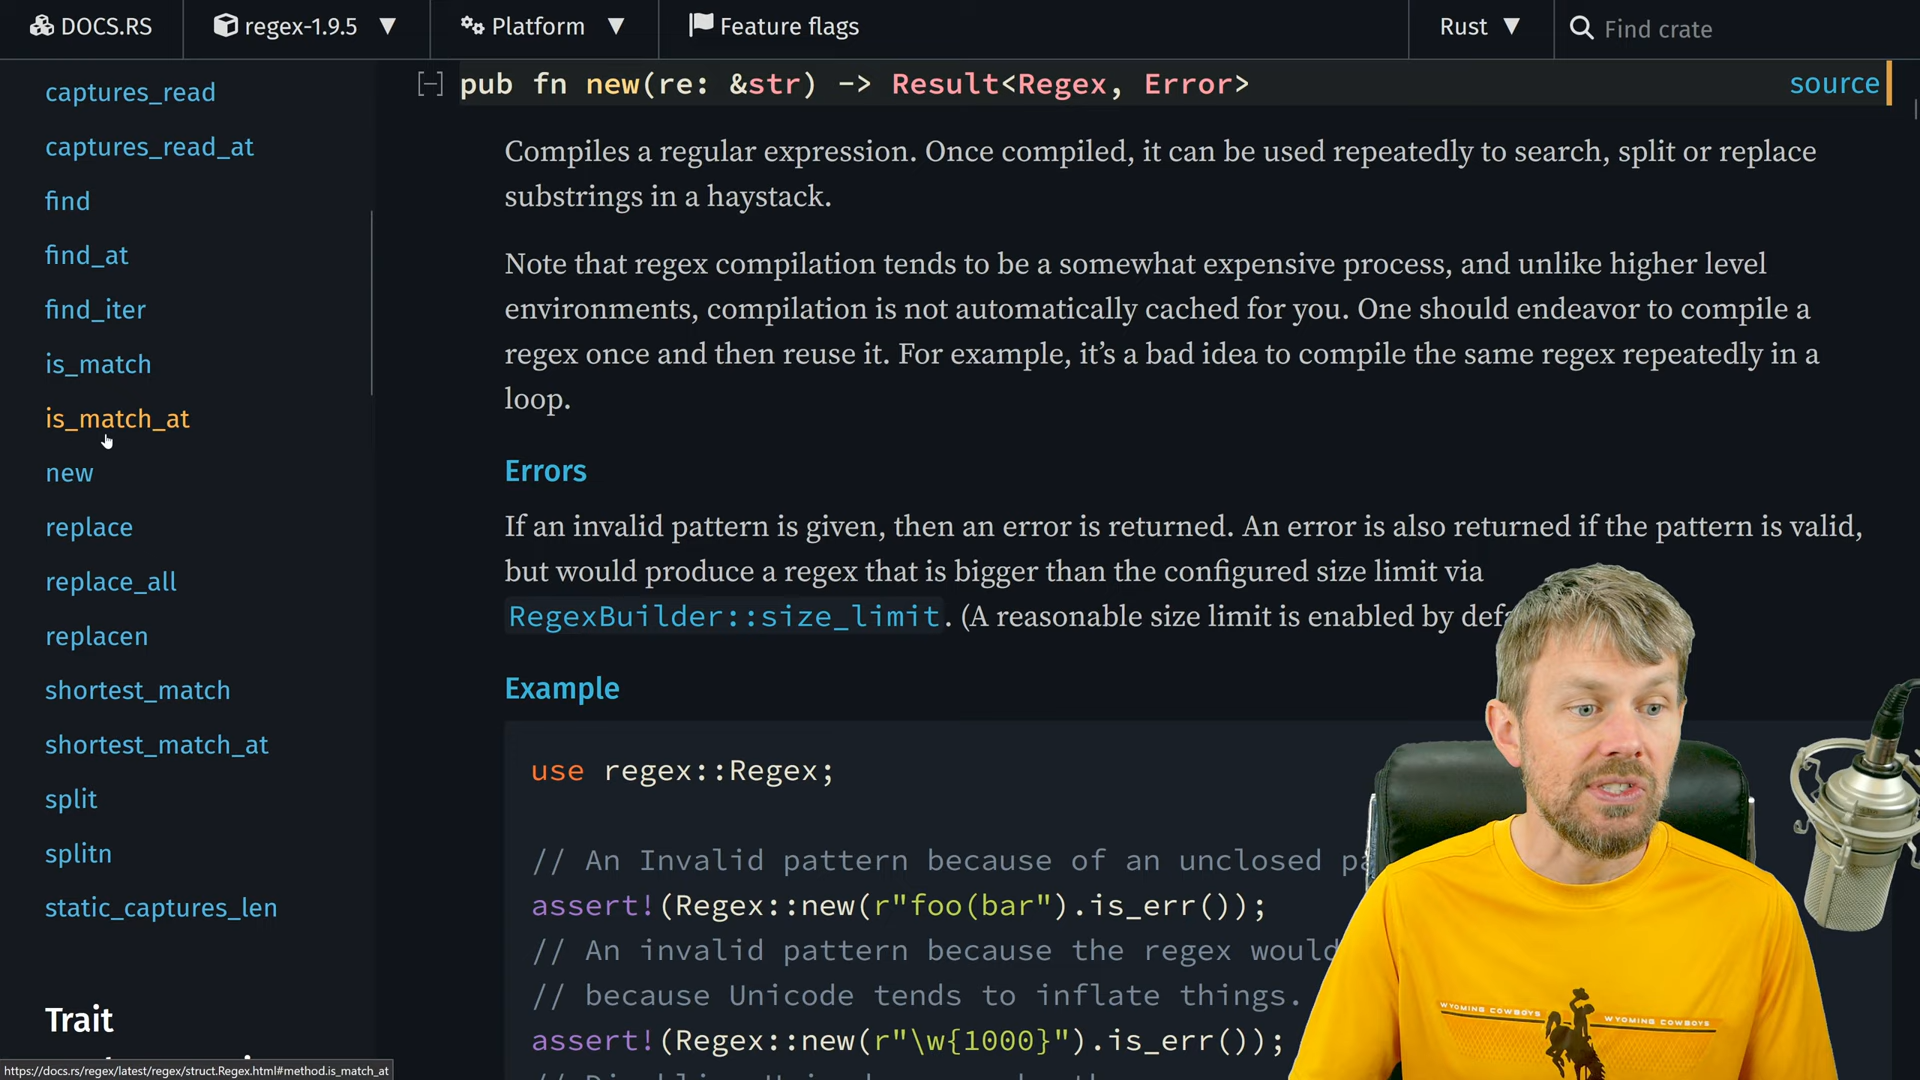 DOCS.RS
regex-1.9.5
Platform
Feature flags
Rust
Find crate
captures_read
captures_read_at
find
find_at
find_iter
is_match
is_match_at
new
replace
replace_all
replacen
shortest_match
shortest_match_at
split
splitn
static_captures_len
Trait
[-] pub fn new(re: &str) -> Result<Regex, Error>
source
Compiles a regular expression. Once compiled, it can be used repeatedly to search, split or replace
substrings in a haystack.
Note that regex compilation tends to be a somewhat expensive process, and unlike higher level
environments, compilation is not automatically cached for you. One should endeavor to compile a
regex once and then reuse it. For example, it’s a bad idea to compile the same regex repeatedly in a
loop.
Errors
If an invalid pattern is given, then an error is returned. An error is also returned if the pattern is valid,
but would produce a regex that is bigger than the configured size limit via
RegexBuilder::size_limit. (A reasonable size limit is enabled by
Example
use regex::Regex;
// An Invalid pattern because of an unclosed
assert!(Regex::new(r"foo(bar").is_err());
// An invalid pattern because the regex would
// because Unicode tends to inflate things.
assert!(Regex::new(r"\w{1000}").is_err());
WYOMING COWBOYS
WYOMING COWBOYS
https://docs.rs/regex/latest/regex/struct.Regex.html#method.is_match_at